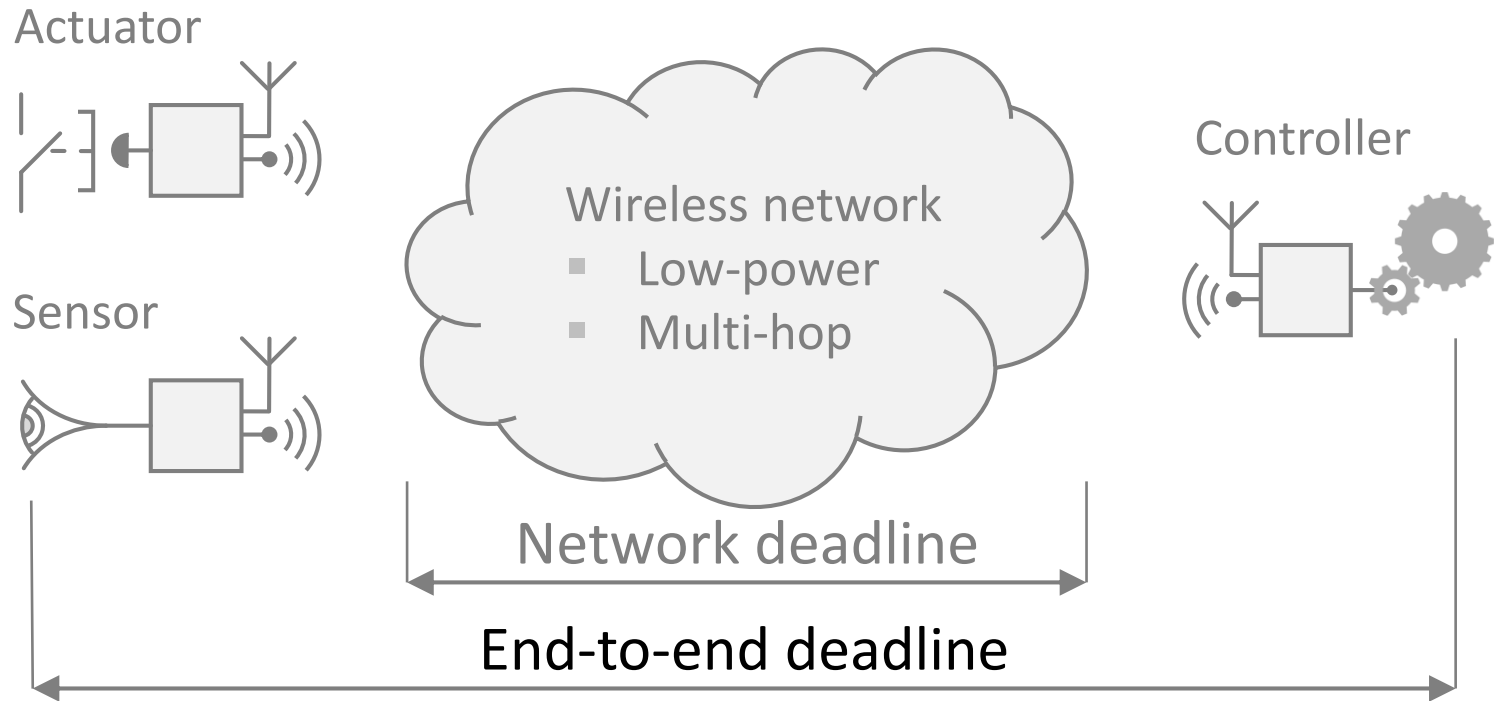 Actuator
Controller
Wireless network
▪ Low-power
▪ Multi-hop
Sensor
Network deadline
End-to-end deadline